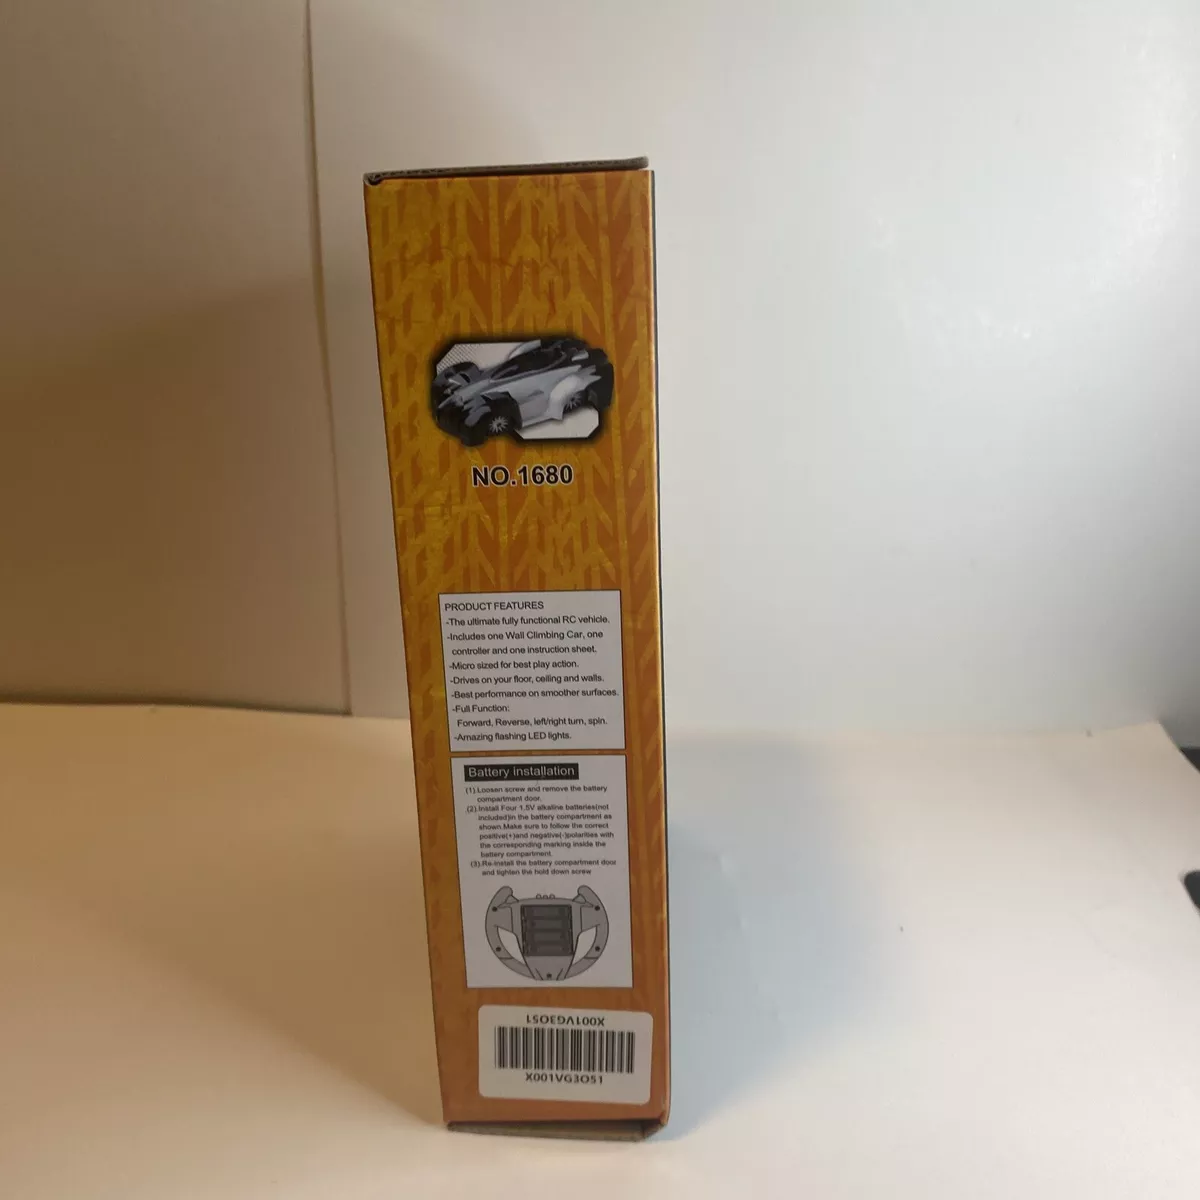 NO.1680
PRODUCT FEATURES
-The ultimate fully functional RC vehicle.
-Includes one Wall Climbing Car, one
controller and one instruction sheet.
-Micro sized for best play action.
-Drives on your floor, ceiling and walls.
-Best performance on smoother surfaces.
-Full Function:
Forward, Reverse, left/right turn, spin.
-Amazing flashing LED lights.
Battery installation
(1).Loosen screw and remove the battery
compartment door.
(2).Install Four 1.5V alkaline batteries(not
included)in the battery compartment as
shown.Make sure to follow the correct
positive(+)and negative(-)polarities with
the corresponding marking inside the
battery compartment
(3).Re-install the battery compartment door
and tighten the hold down screw
X001VG3O51
X001VG3O51